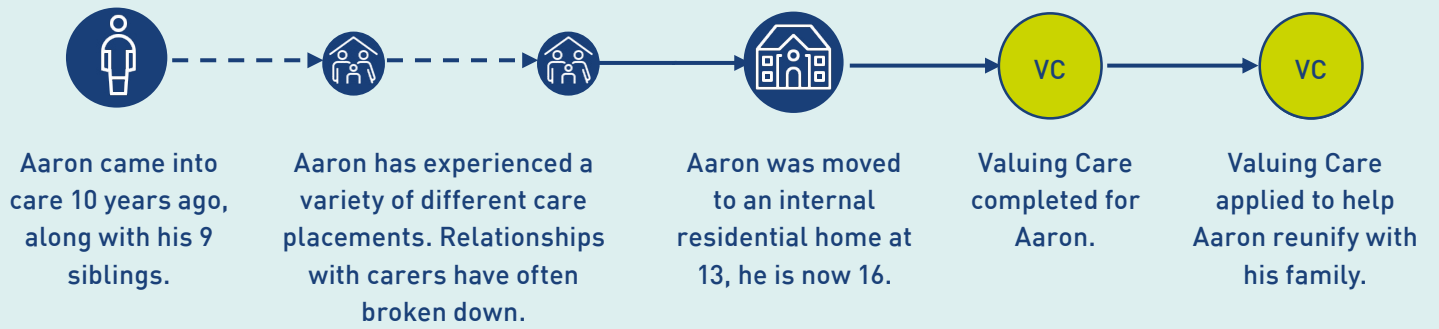 VC
VC
Aaron came into
care 10 years ago,
along with his 9
siblings.
Aaron has experienced a
variety of different care
placements. Relationships
with carers have often
broken down.
Aaron was moved
to an internal
residential home at
13, he is now 16.
Valuing Care
completed for
Aaron.
Valuing Care
applied to help
Aaron reunify with
his family.